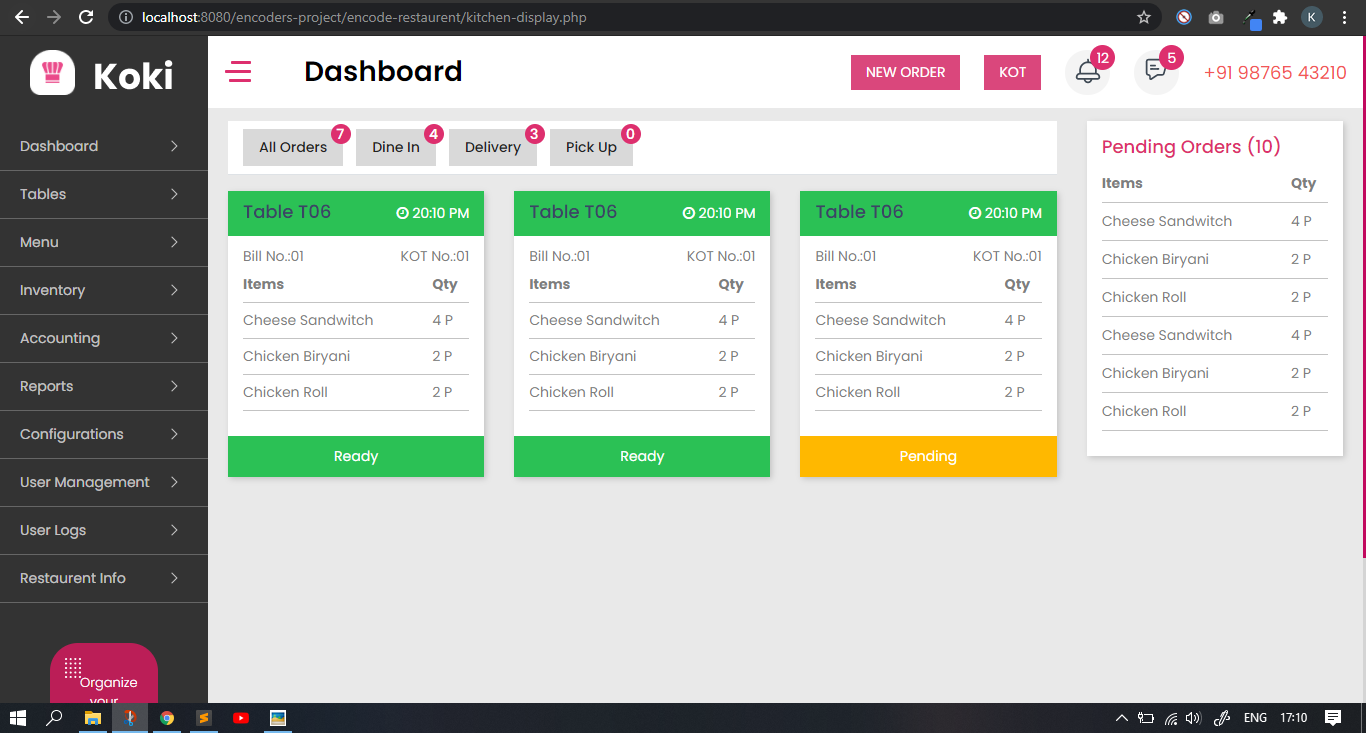 localhost:8080/encoders-project/encode-restaurent/kitchen-display.php
K
Koki
Dashboard
NEW ORDER
KOT
12
5
+91 98765 43210
Dashboard
Tables
Menu
Inventory
Accounting
Reports
Configurations
User Management
User Logs
Restaurent Info
Organize
your
All Orders 7
Dine In 4
Delivery 3
Pick Up 0
Table T06 20:10 PM
Bill No.:01 KOT No.:01
Items Qty
Cheese Sandwitch 4 P
Chicken Biryani 2 P
Chicken Roll 2 P
Ready
Table T06 20:10 PM
Bill No.:01 KOT No.:01
Items Qty
Cheese Sandwitch 4 P
Chicken Biryani 2 P
Chicken Roll 2 P
Ready
Table T06 20:10 PM
Bill No.:01 KOT No.:01
Items Qty
Cheese Sandwitch 4 P
Chicken Biryani 2 P
Chicken Roll 2 P
Pending
Pending Orders (10)
Items Qty
Cheese Sandwitch 4 P
Chicken Biryani 2 P
Chicken Roll 2 P
Cheese Sandwitch 4 P
Chicken Biryani 2 P
Chicken Roll 2 P
ENG 17:10